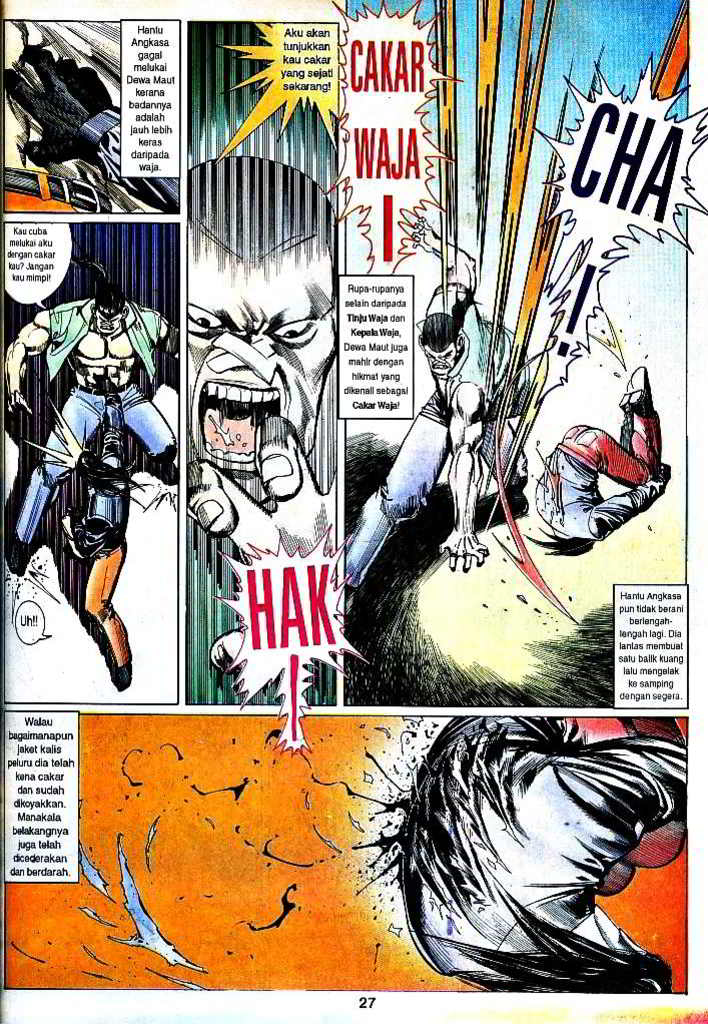 Hantu
Angkasa
gagal
melukai
Dewa Maut
kerana
badannya
adalah
jauh lebih
keras
daripada
waja.
Aku akan
tunjukkan
kau cakar
yang sejati
sekarang!
CAKAR
WAJA
!
CHA
!
Kau cuba
melukai aku
dengan cakar
kau? Jangan
kau mimpi!
Rupa-rupanya
selain daripada
Tinju Waja dan
Kepala Waja,
Dewa Maut juga
mahir dengan
hikmat yang
dikenali sebagai
Cakar Waja!
Uh!!
HAK
!
Hantu Angkasa
pun tidak berani
berlengah-
lengah lagi. Dia
lantas membuat
satu balik kuang
lalu mengelak
ke samping
dengan segera.
Walau
bagaimanapun
jaket kalis
peluru dia telah
kena cakar
dan sudah
dikoyakkan.
Manakala
belakangnya
juga telah
dicederakan
dan berdarah.
27